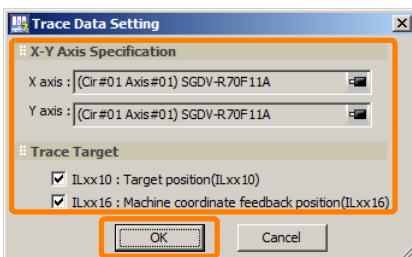 Trace Data Setting
X-Y Axis Specification
X axis : (Cir#01 Axis#01) SGDV-R70F11A
Y axis : (Cir#01 Axis#01) SGDV-R70F11A
Trace Target
ILxx10 : Target position(ILxx10)
ILxx16 : Machine coordinate feedback position(ILxx16)
OK Cancel